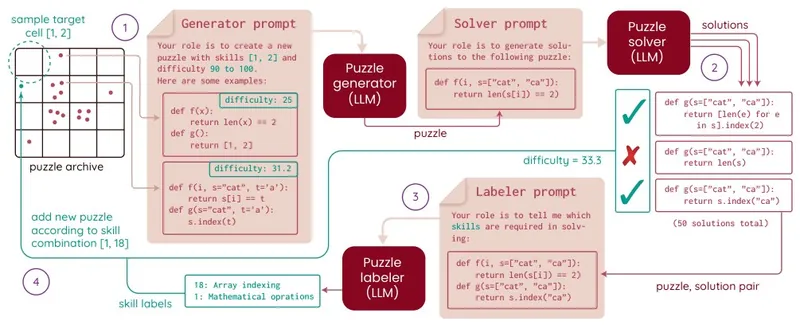 sample target
cell [1, 2]
1
puzzle archive
add new puzzle
according to skill
combination [1, 18]
4
Generator prompt
Your role is to create a new
puzzle with skills [1, 2] and
difficulty 90 to 100.
Here are some examples:
difficulty: 25
def f(x):
return len(x) == 2
def g():
return [1, 2]
difficulty: 31.2
def f(i, s="cat", t='a'):
return s[i] == t
def g(s="cat", t='a'):
s.index(t)
Puzzle
generator
(LLM)
puzzle
Solver prompt
Your role is to generate solu-
tions to the following puzzle:
def f(i, s=["cat", "ca"]):
return len(s[i]) == 2)
Puzzle
solver
(LLM)
solutions
2
def g(s=["cat", "ca"]):
return [len(e) for e
in s].index(2)
def g(s=["cat", "ca"]):
return len(s)
def g(s=["cat", "ca"]):
return s.index("ca")
(50 solutions total)
difficulty = 33.3
puzzle, solution pair
3
Labeler prompt
Your role is to tell me which
skills are required in solv-
ing:
def f(i, s=["cat", "ca"]):
return len(s[i]) == 2)
def g(s=["cat", "ca"]):
return s.index("ca")
Puzzle
labeler
(LLM)
18: Array indexing
1: Mathematical oprations
skill labels